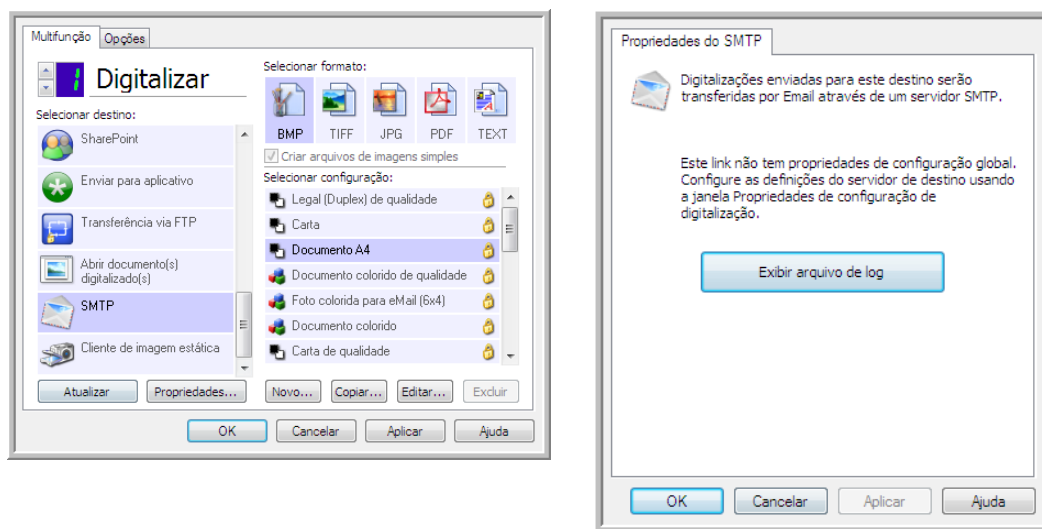 Multifunção
Opções
1
Digitalizar
Selecionar destino:
SharePoint
Enviar para aplicativo
Transferência via FTP
Abrir documento(s)
digitalizado(s)
SMTP
Cliente de imagem estática
Atualizar
Propriedades...
Selecionar formato:
BMP
TIFF
JPG
PDF
TEXT
Criar arquivos de imagens simples
Selecionar configuração:
Legal (Duplex) de qualidade
Carta
Documento A4
Documento colorido de qualidade
Foto colorida para eMail (6x4)
Documento colorido
Carta de qualidade
Novo...
Copiar...
Editar...
Excluir
OK
Cancelar
Aplicar
Ajuda
Propriedades do SMTP
Digitalizações enviadas para este destino serão
transferidas por Email através de um servidor SMTP.
Este link não tem propriedades de configuração global.
Configure as definições do servidor de destino usando
a janela Propriedades de configuração de
digitalização.
Exibir arquivo de log
OK
Cancelar
Aplicar
Ajuda